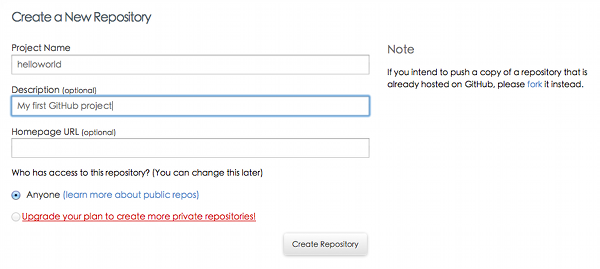 Create a New Repository
Project Name
helloworld
Description (optional)
My first GitHub project
Homepage URL (optional)
Who has access to this repository? (You can change this later)
Anyone (learn more about public repos)
Upgrade your plan to create more private repositories!
Create Repository
Note
If you intend to push a copy of a repository that is
already hosted on GitHub, please fork it instead.